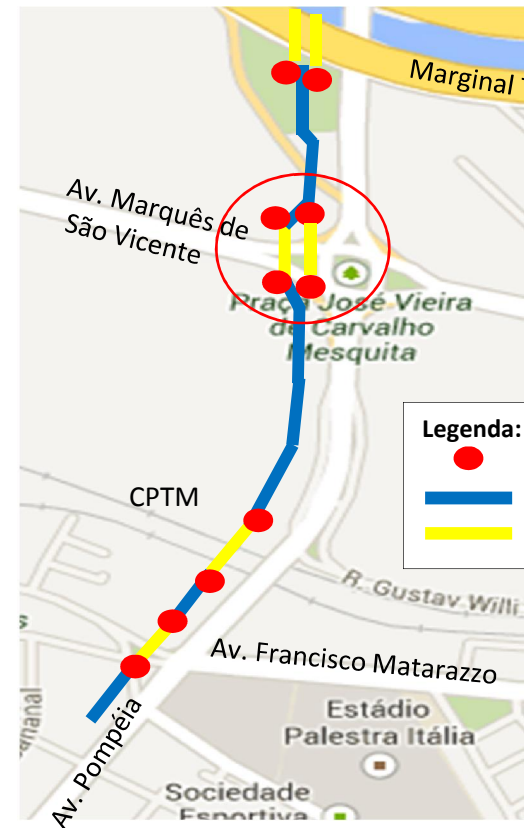 Marginal
Av. Marquês de
São Vicente
Praça José Vieira
de Carvalho
Mesquita
Legenda:
CPTM
R. Gustav Willi
Av. Francisco Matarazzo
Estádio
Palestra Itália
Av. Pompéia
Sociedade
Esportiva